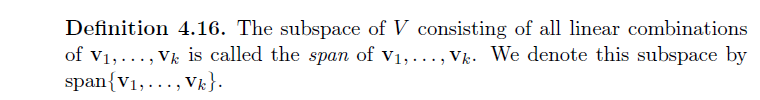 Definition 4.16. The subspace of V consisting of all linear combinations
of v₁, . . . , vₖ is called the span of v₁, . . . , vₖ. We denote this subspace by
span{v₁, . . . , vₖ}.